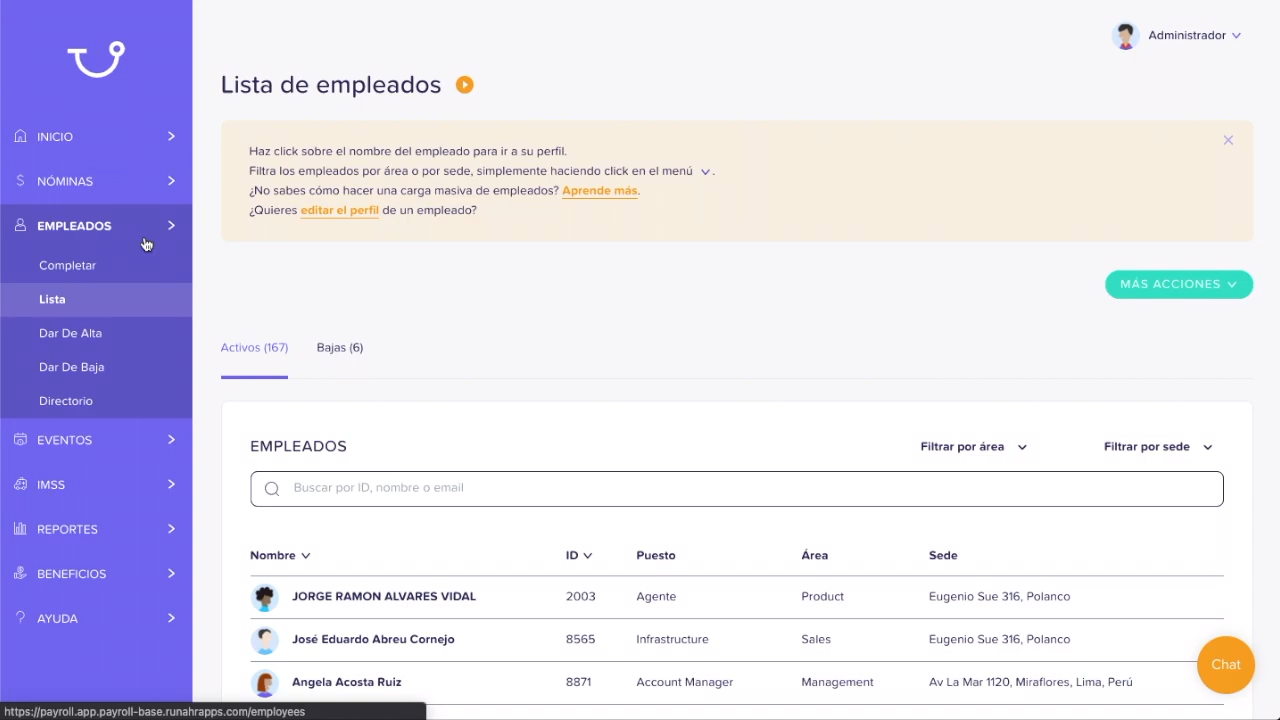 Administrador
Lista de empleados
INICIO
NÓMINAS
EMPLEADOS
Completar
Lista
Dar De Alta
Dar De Baja
Directorio
EVENTOS
IMSS
REPORTES
BENEFICIOS
AYUDA
Haz click sobre el nombre del empleado para ir a su perfil.
Filtra los empleados por área o por sede, simplemente haciendo click en el menú .
¿No sabes cómo hacer una carga masiva de empleados? Aprende más.
¿Quieres editar el perfil de un empleado?
MÁS ACCIONES
Activos (167) Bajas (6)
EMPLEADOS Filtrar por área Filtrar por sede
Buscar por ID, nombre o email
Nombre ID Puesto Área Sede
JORGE RAMON ALVARES VIDAL 2003 Agente Product Eugenio Sue 316, Polanco
José Eduardo Abreu Cornejo 8565 Infrastructure Sales Eugenio Sue 316, Polanco
Angela Acosta Ruiz 8871 Account Manager Management Av La Mar 1120, Miraflores, Lima, Perú
Chat
https://payroll.app.payroll-base.runahrapps.com/employees